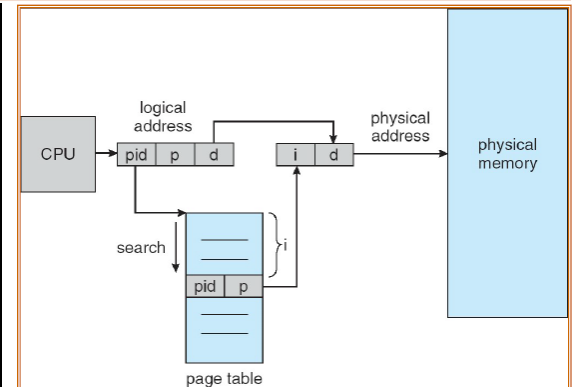 logical
address
physical
address
CPU
pid p d
i d
physical
memory
search
i
pid p
page table